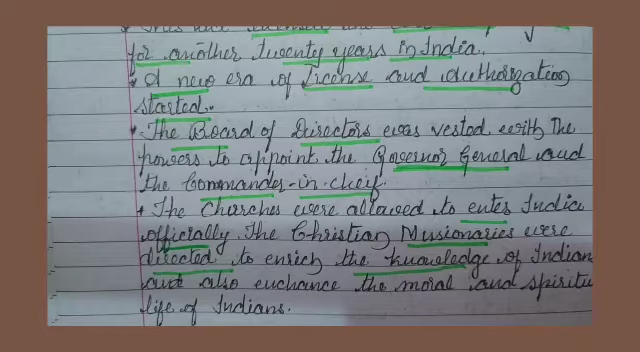 for another twenty years in India.
A new era of License and authorization
started.
The Board of Directors was vested with The
powers to appoint the Governor General and
the Commander-in-cheif.
The Churches were allowed to enter India
officially. The Christian Missionaries were
directed to enrich the knowledge of Indian
and also enchance the moral and spiritu
life of Indians.